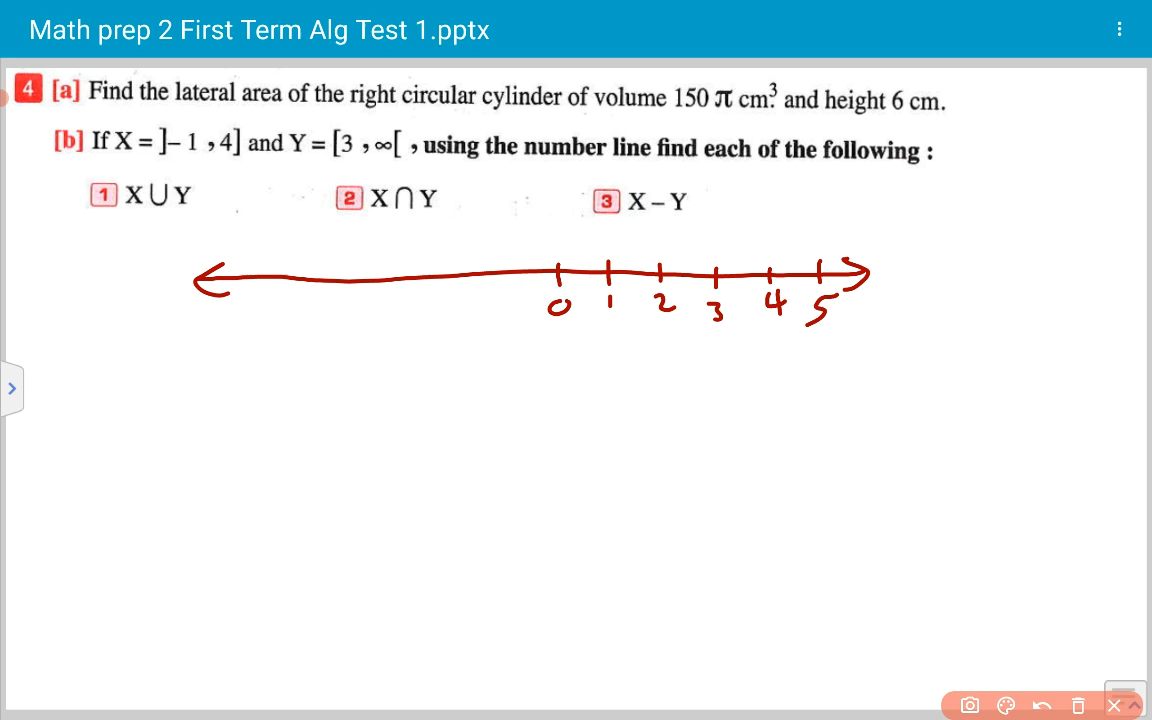 Math prep 2 First Term Alg Test 1.pptx
4 [a] Find the lateral area of the right circular cylinder of volume 150 π cm³ and height 6 cm.
[b] If X = ]– 1 , 4] and Y = [3 , ∞[ , using the number line find each of the following :
1 X ∪ Y 2 X ∩ Y 3 X – Y
0 1 2 3 4 5